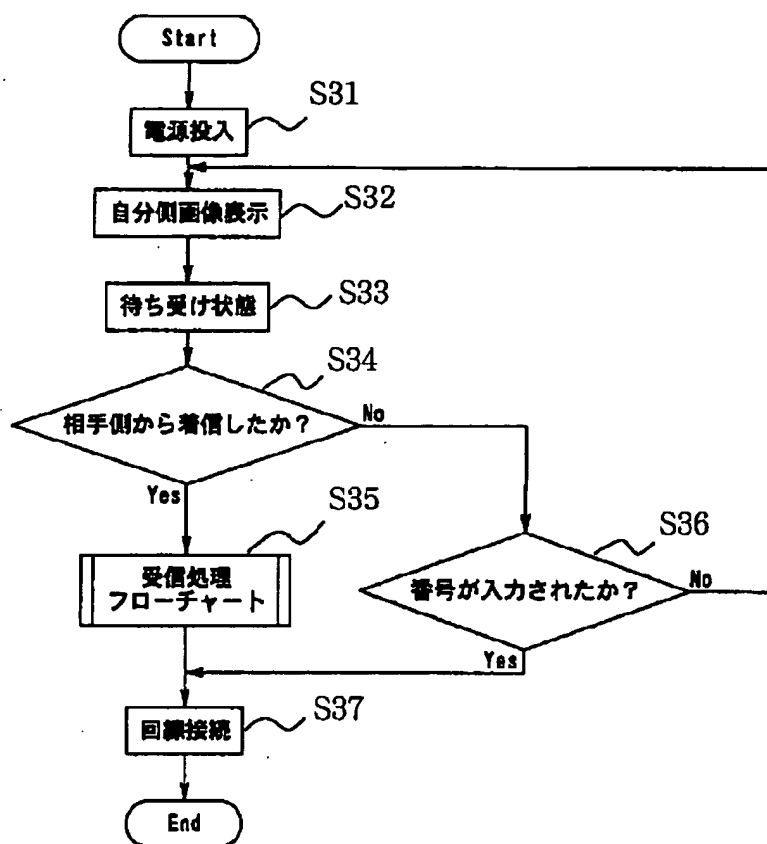 Start
S31
電源投入
S32
自分側画像表示
S33
待ち受け状態
S34
相手側から着信したか？
No
Yes
S35
受信処理
フローチャート
S36
番号が入力されたか？
No
Yes
S37
回線接続
End